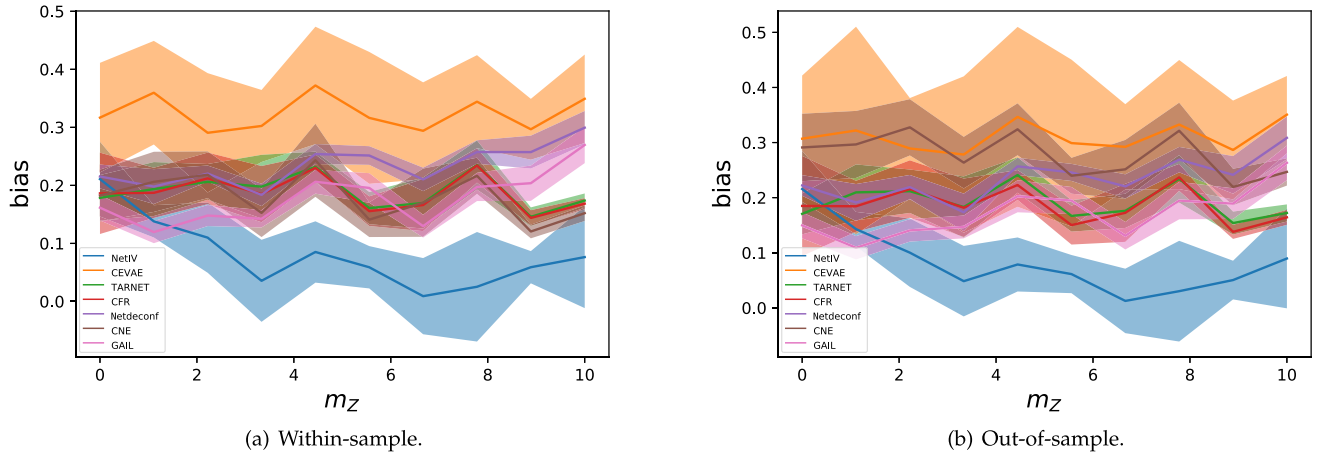 0.5
0.4
0.3
0.2
0.1
0.0
bias
NetIV
CEVAE
TARNET
CFR
Netdeconf
CNE
GAIL
0 2 4 6 8 10
m_Z
(a) Within-sample.
0.5
0.4
0.3
0.2
0.1
0.0
bias
NetIV
CEVAE
TARNET
CFR
Netdeconf
CNE
GAIL
0 2 4 6 8 10
m_Z
(b) Out-of-sample.